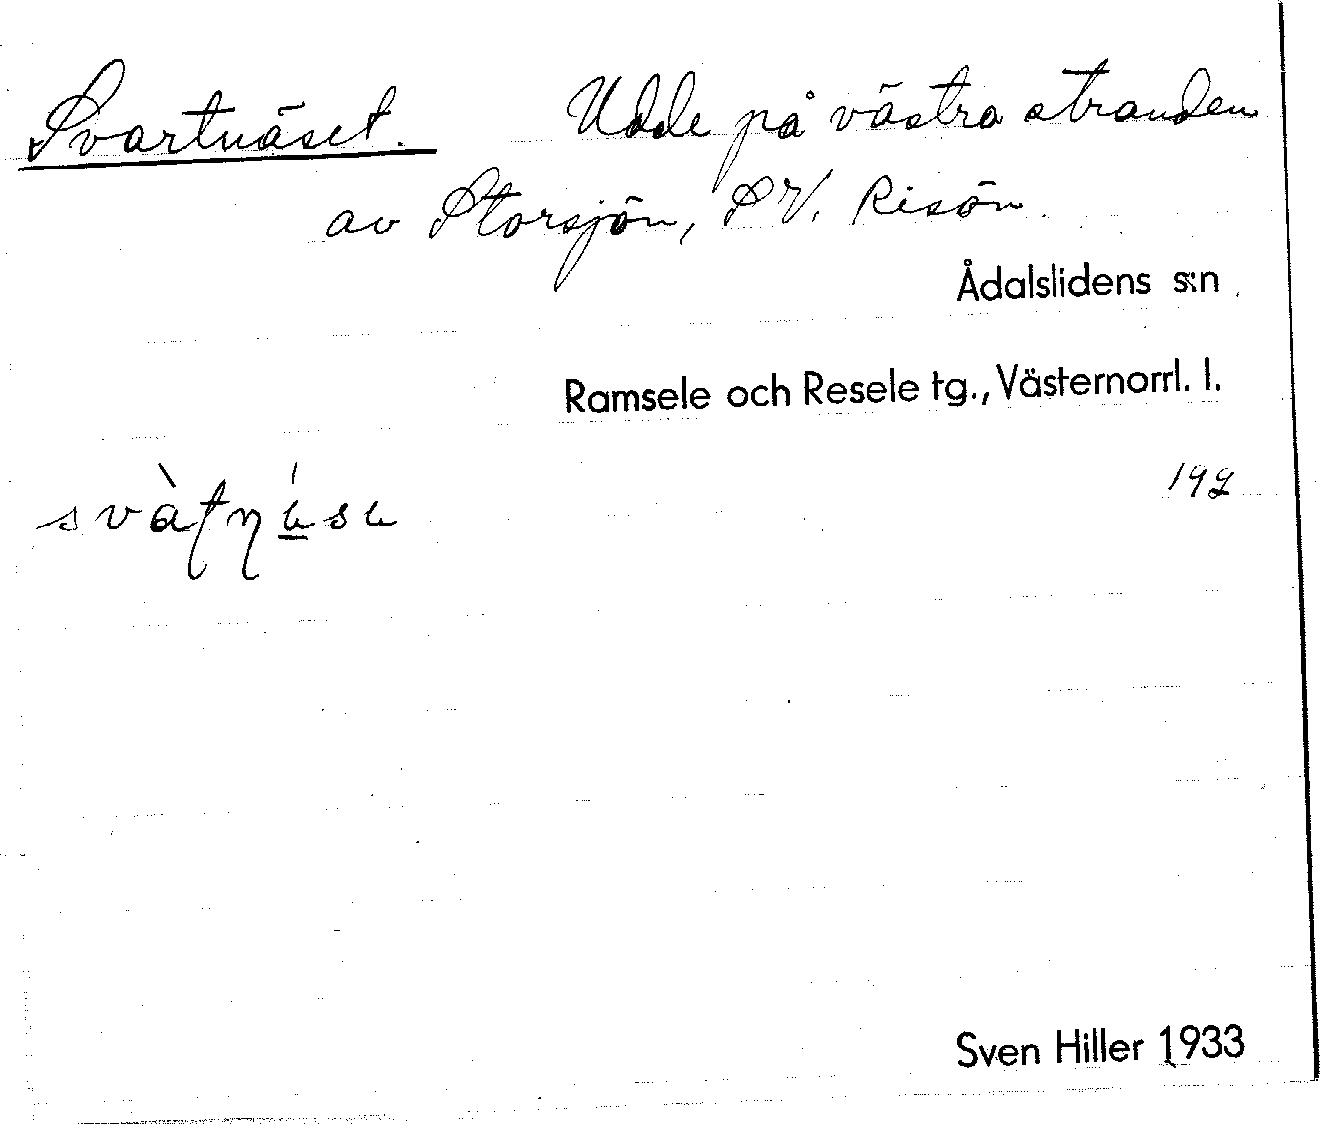 Svartnäset. Udde på västra stranden
av Storsjön, SV. Risön.
Ådalslidens s:n
Ramsele och Resele tg., Västernorrl. l.
192
Sven Hiller 1933